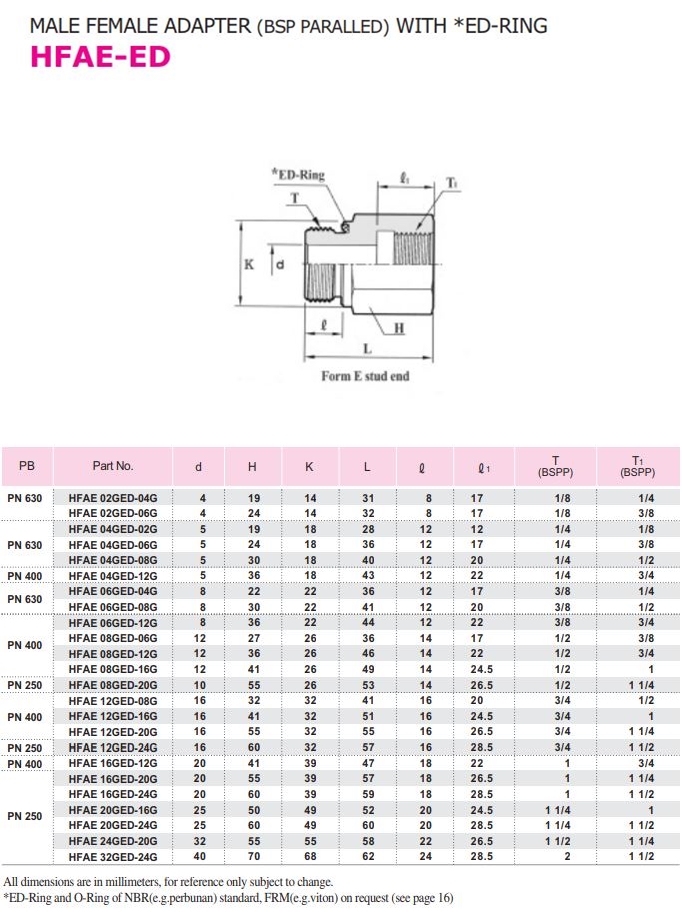 MALE FEMALE ADAPTER (BSP PARALLED) WITH *ED-RING
HFAE-ED
*ED-Ring
ℓ₁
T₁
T
K
d
ℓ
H
L
Form E stud end
PB Part No. d H K L ℓ ℓ1 T (BSPP) T1 (BSPP)
PN 630 HFAE 02GED-04G 4 19 14 31 8 17 1/8 1/4
HFAE 02GED-06G 4 24 14 32 8 17 1/8 3/8
HFAE 04GED-02G 5 19 18 28 12 12 1/4 1/8
PN 630 HFAE 04GED-06G 5 24 18 36 12 17 1/4 3/8
HFAE 04GED-08G 5 30 18 40 12 20 1/4 1/2
PN 400 HFAE 04GED-12G 5 36 18 43 12 22 1/4 3/4
PN 630 HFAE 06GED-04G 8 22 22 36 12 17 3/8 1/4
HFAE 06GED-08G 8 30 22 41 12 20 3/8 1/2
HFAE 06GED-12G 8 36 22 44 12 22 3/8 3/4
PN 400 HFAE 08GED-06G 12 27 26 36 14 17 1/2 3/8
HFAE 08GED-12G 12 36 26 46 14 22 1/2 3/4
HFAE 08GED-16G 12 41 26 49 14 24.5 1/2 1
PN 250 HFAE 08GED-20G 10 55 26 53 14 26.5 1/2 1 1/4
HFAE 12GED-08G 16 32 32 41 16 20 3/4 1/2
PN 400 HFAE 12GED-16G 16 41 32 51 16 24.5 3/4 1
HFAE 12GED-20G 16 55 32 55 16 26.5 3/4 1 1/4
PN 250 HFAE 12GED-24G 16 60 32 57 16 28.5 3/4 1 1/2
PN 400 HFAE 16GED-12G 20 41 39 47 18 22 1 3/4
HFAE 16GED-20G 20 55 39 57 18 26.5 1 1 1/4
HFAE 16GED-24G 20 60 39 59 18 28.5 1 1 1/2
PN 250 HFAE 20GED-16G 25 50 49 52 20 24.5 1 1/4 1
HFAE 20GED-24G 25 60 49 60 20 28.5 1 1/4 1 1/2
HFAE 24GED-20G 32 55 55 58 22 26.5 1 1/2 1 1/4
HFAE 32GED-24G 40 70 68 62 24 28.5 2 1 1/2
All dimensions are in millimeters, for reference only subject to change.
*ED-Ring and O-Ring of NBR(e.g.perbunan) standard, FRM(e.g.viton) on request (see page 16)